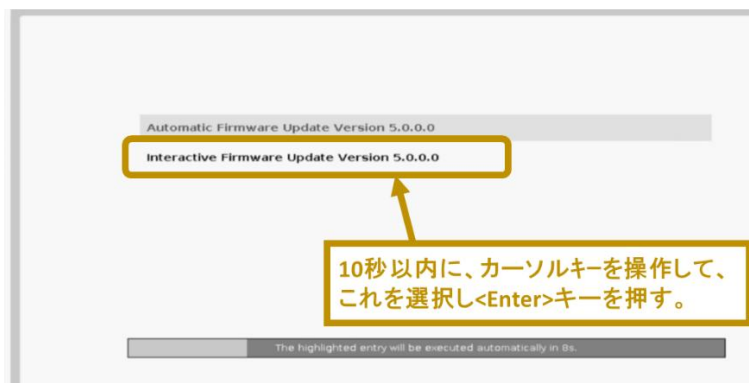 Automatic Firmware Update Version 5.0.0.0
Interactive Firmware Update Version 5.0.0.0
10秒以内に、カーソルキーを操作して、
これを選択し<Enter>キーを押す。
The highlighted entry will be executed automatically in 8s.